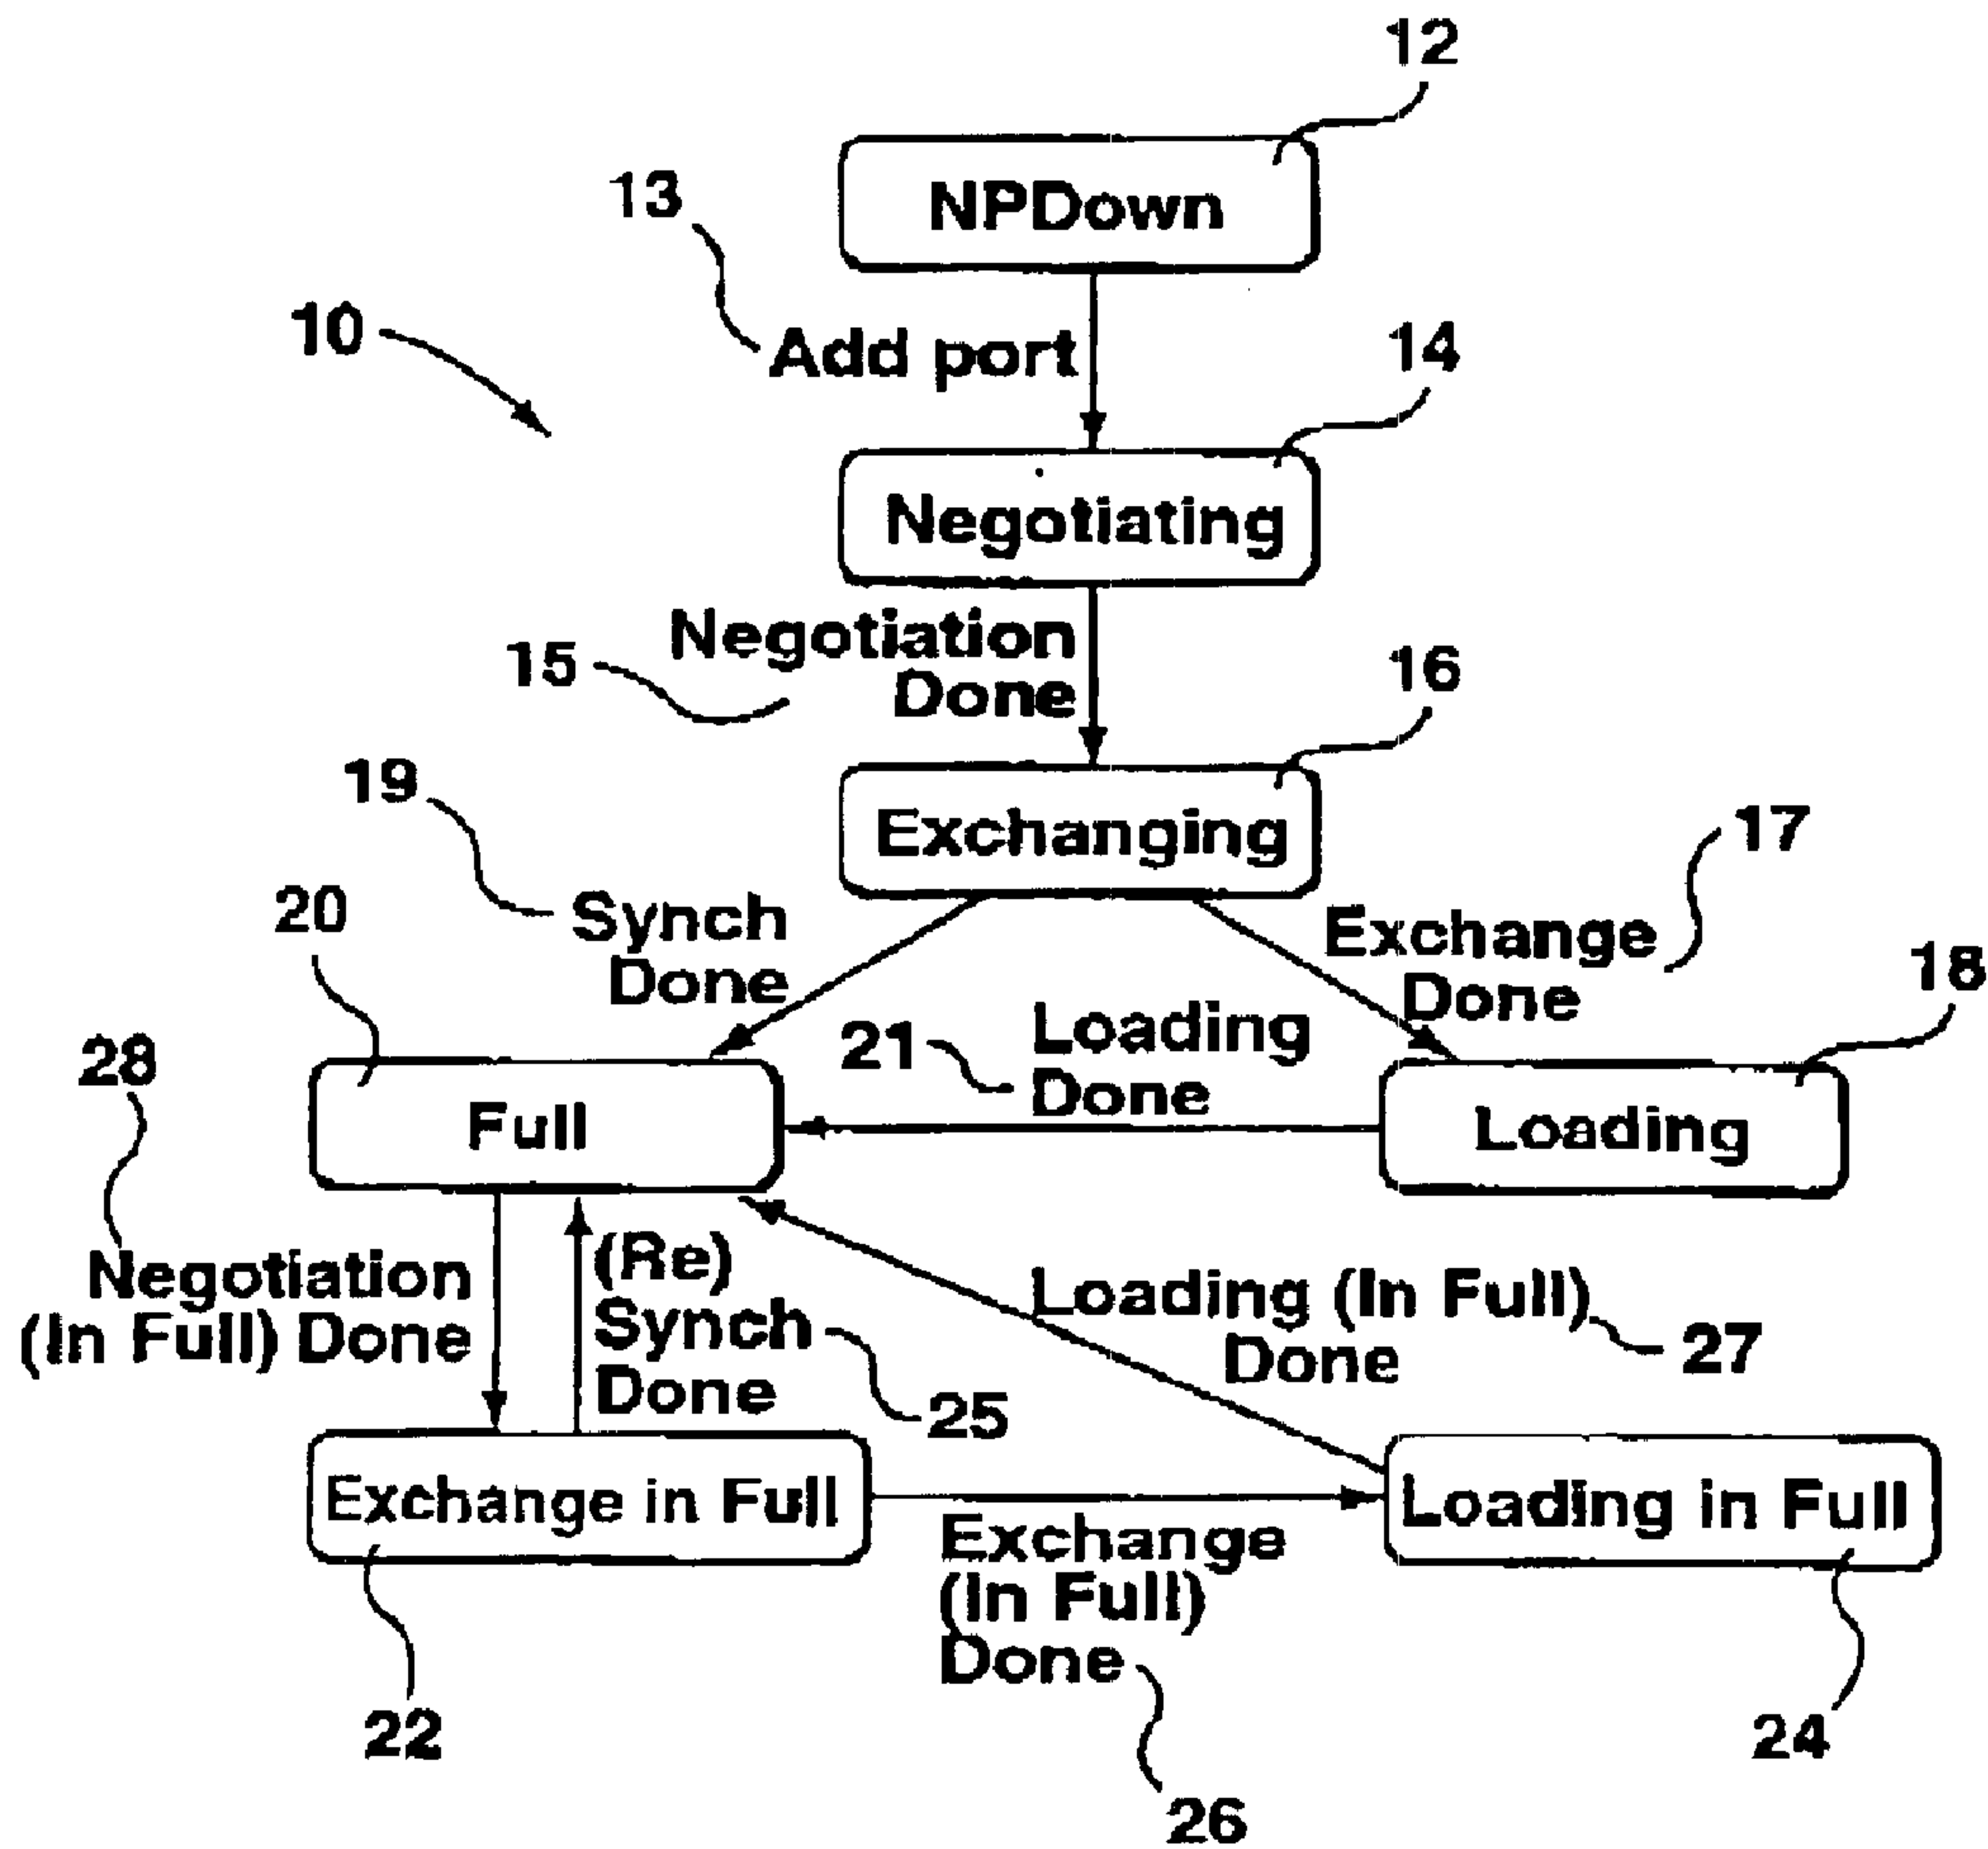 12
NPDown
13
10
Add port
14
Negotiating
Negotiation
Done
15
16
19
Exchanging
17
20
Synch
Done
Exchange
Done
18
28
21
Loading
Done
Full
Loading
Negotiation
(In Full) Done
(Re)
Synch
Done
25
Loading (In Full)
Done
27
Exchange in Full
Loading in Full
Exchange
(In Full)
Done
22
24
26